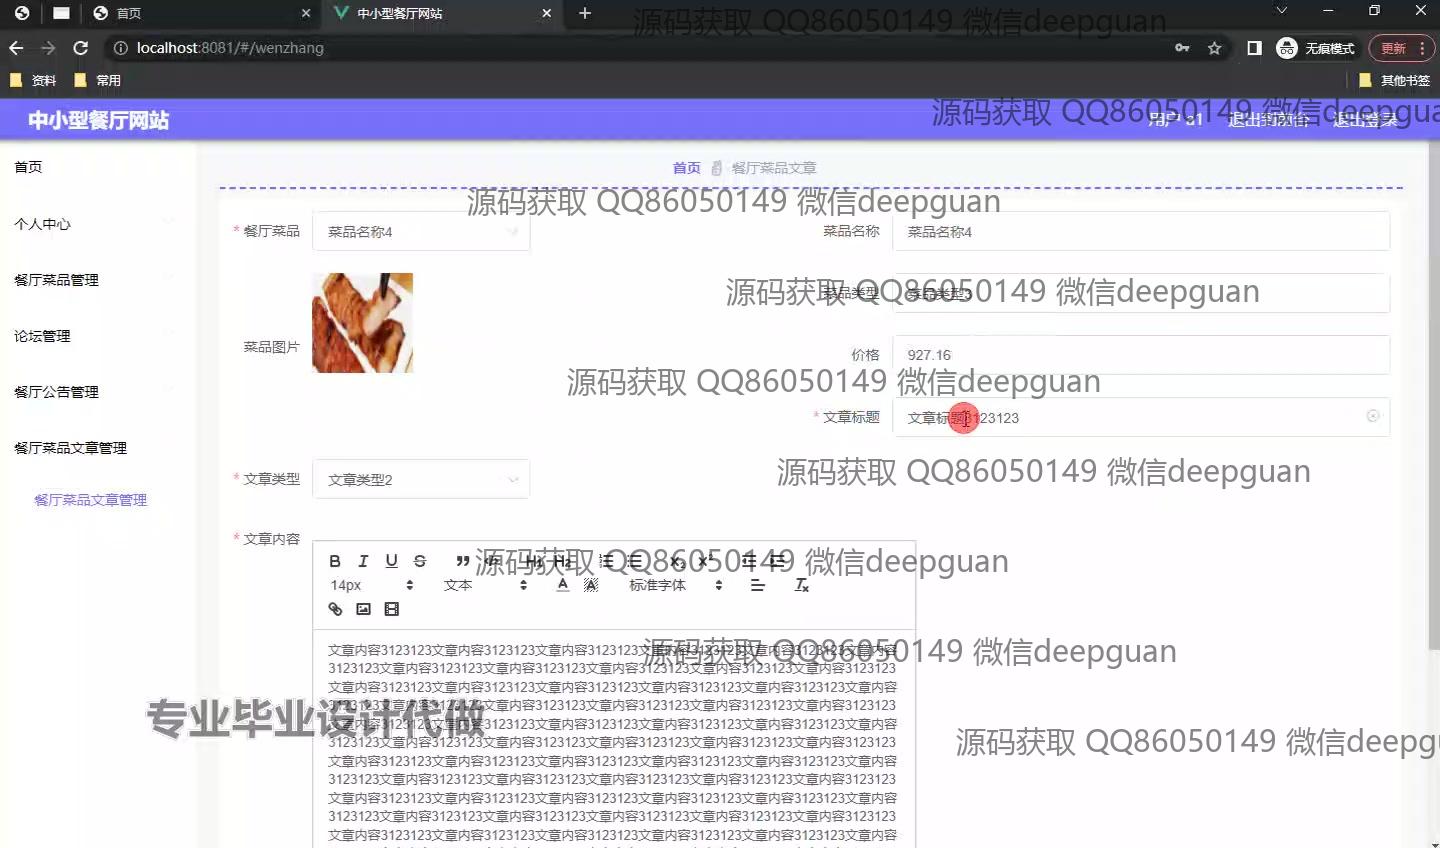 首页
中小型餐厅网站
源码获取 QQ86050149 微信deepguan
localhost:8081/#/wenzhang
无痕模式
更新
资料
常用
其他书签
中小型餐厅网站
源码获取 QQ86050149 微信deepgua
用户 a1
退出到前台
退出登录
首页
首页
餐厅菜品文章
源码获取 QQ86050149 微信deepguan
个人中心
* 餐厅菜品
菜品名称4
菜品名称
菜品名称4
餐厅菜品管理
菜品类型
菜品类型3
源码获取 QQ86050149 微信deepguan
论坛管理
菜品图片
价格
927.16
源码获取 QQ86050149 微信deepguan
餐厅公告管理
* 文章标题
文章标题3123123
餐厅菜品文章管理
源码获取 QQ86050149 微信deepguan
* 文章类型
文章类型2
餐厅菜品文章管理
* 文章内容
B I U S
H1 H2
源码获取 QQ86050149 微信deepguan
14px
文本
标准字体
文章内容3123123文章内容3123123文章内容3123123文章内容3123123文章内容
3123123文章内容3123123文章内容3123123文章内容3123123文章内容3123123
源码获取 QQ86050149 微信deepguan
文章内容3123123文章内容3123123文章内容3123123文章内容3123123文章内容
3123123文章内容3123123文章内容3123123文章内容3123123文章内容3123123
专业毕业设计代做
文章内容3123123文章内容3123123文章内容3123123文章内容3123123文章内容
3123123文章内容3123123文章内容3123123文章内容3123123文章内容3123123
源码获取 QQ86050149 微信deepg
文章内容3123123文章内容3123123文章内容3123123文章内容3123123文章内容
3123123文章内容3123123文章内容3123123文章内容3123123文章内容3123123
文章内容3123123文章内容3123123文章内容3123123文章内容3123123文章内容
3123123文章内容3123123文章内容3123123文章内容3123123文章内容3123123
文章内容3123123文章内容3123123文章内容3123123文章内容3123123文章内容